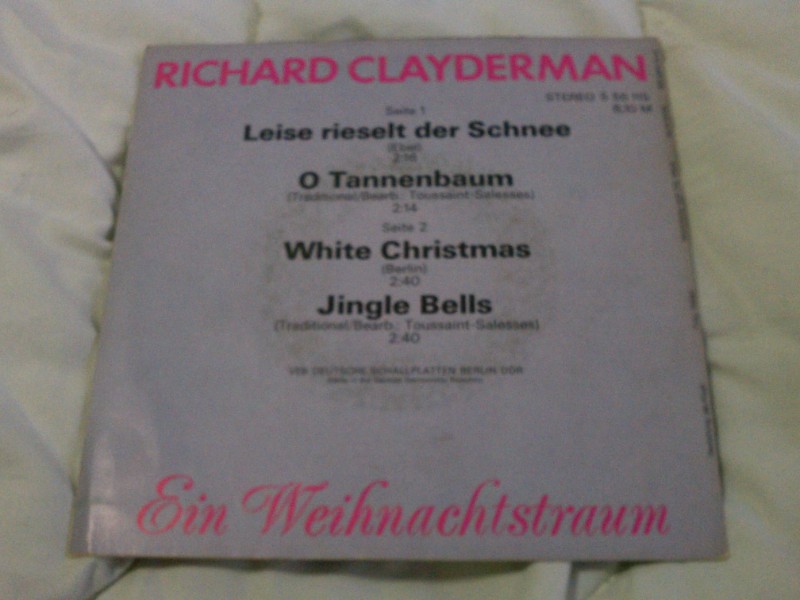 RICHARD CLAYDERMAN
STEREO 5 56 115
8,10 M
Seite 1
Leise rieselt der Schnee
(Ebel)
2:16
O Tannenbaum
(Traditional/Bearb.: Toussaint-Salesses)
2:14
Seite 2
White Christmas
(Berlin)
2:40
Jingle Bells
(Traditional/Bearb.: Toussaint-Salesses)
2:40
VEB DEUTSCHE SCHALLPLATTEN BERLIN DDR
Ein Weihnachtstraum